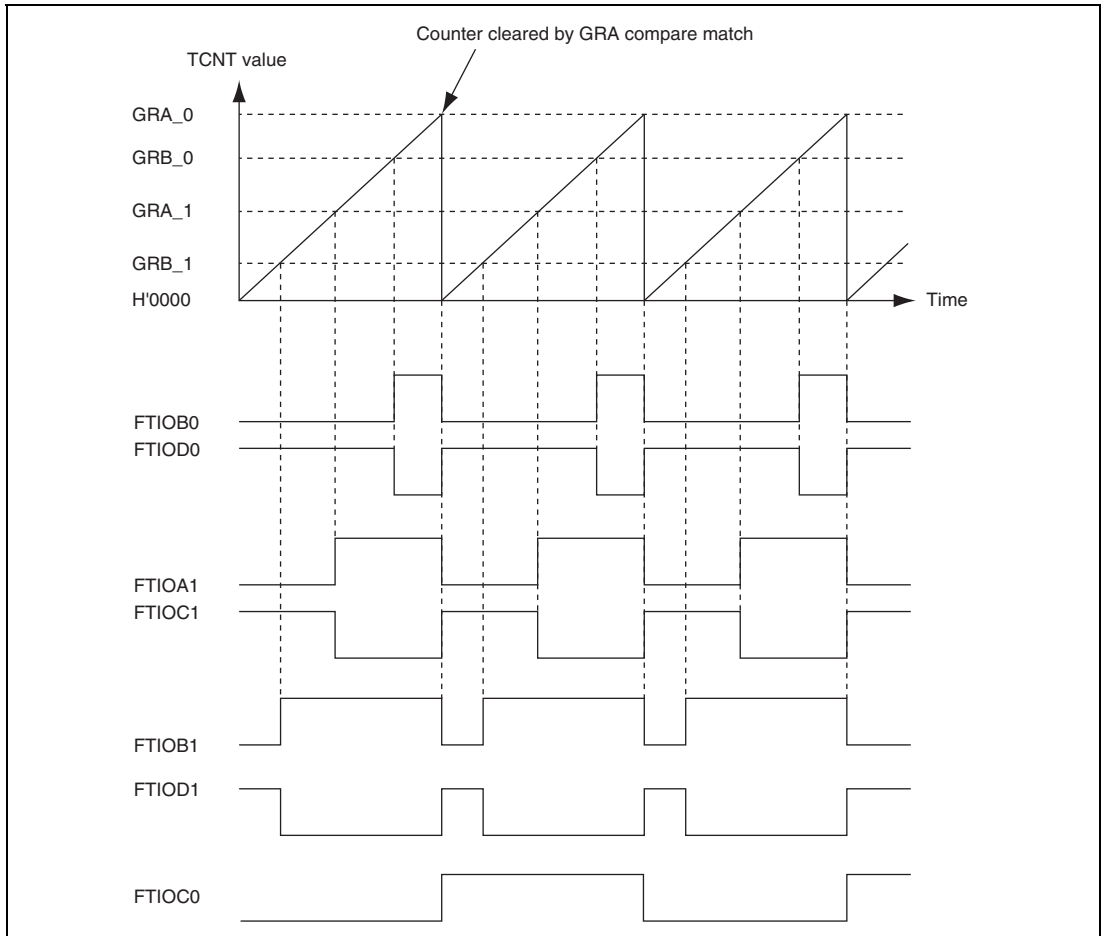 Counter cleared by GRA compare match
TCNT value
GRA_0
GRB_0
GRA_1
GRB_1
H'0000
Time
FTIOB0
FTIOD0
FTIOA1
FTIOC1
FTIOB1
FTIOD1
FTIOC0